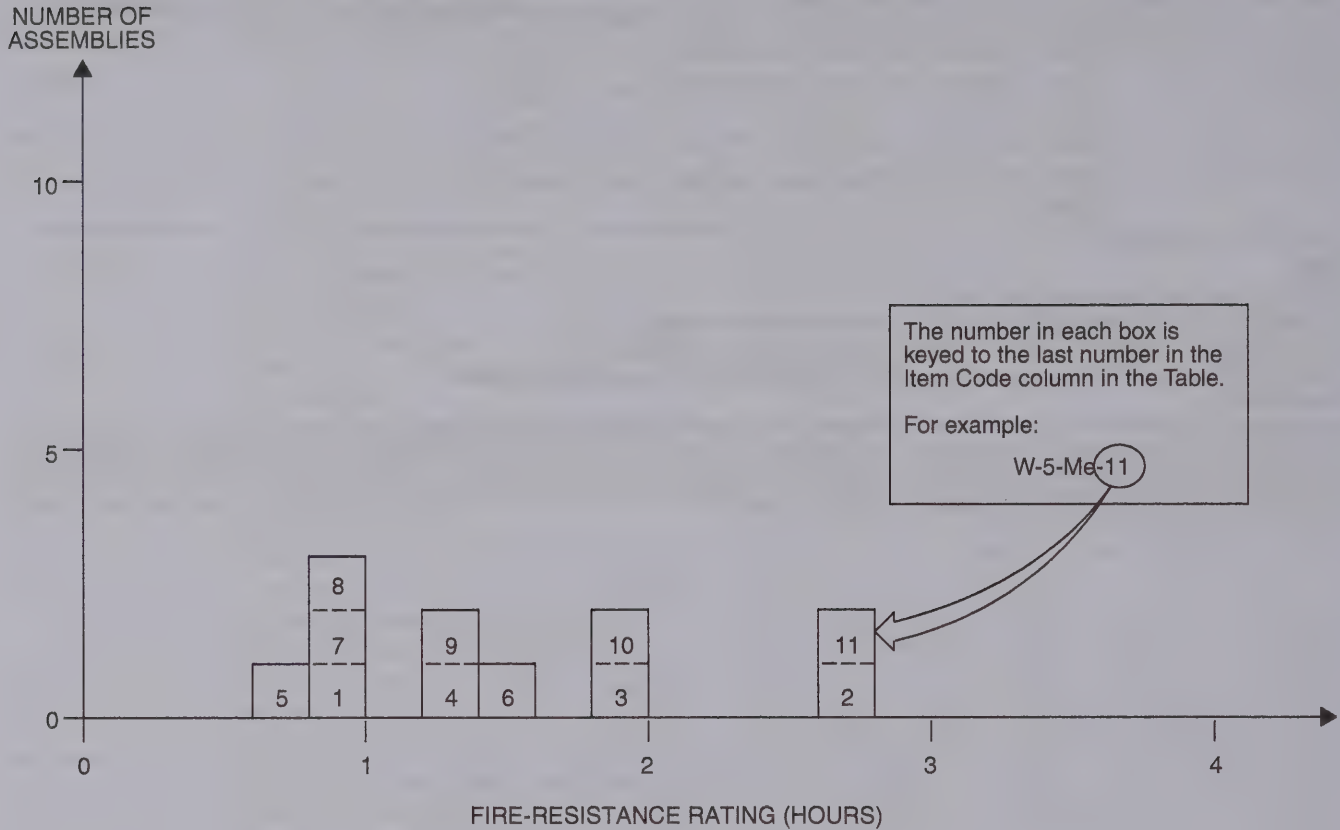 NUMBER OF
ASSEMBLIES
10
5
0
The number in each box is
keyed to the last number in the
Item Code column in the Table.
For example:
W-5-Me-11
8
7
9
10
11
5
1
4
6
3
2
0
1
2
3
4
FIRE-RESISTANCE RATING (HOURS)